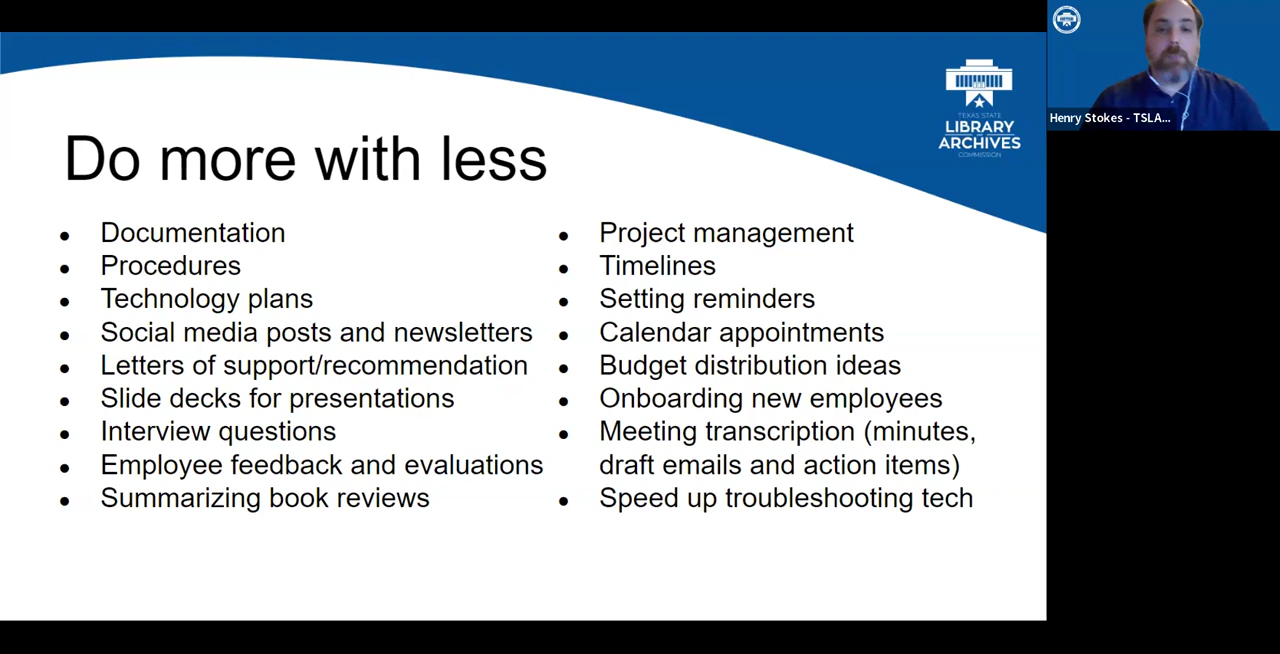 Do more with less
Documentation
Procedures
Technology plans
Social media posts and newsletters
Letters of support/recommendation
Slide decks for presentations
Interview questions
Employee feedback and evaluations
Summarizing book reviews
Project management
Timelines
Setting reminders
Calendar appointments
Budget distribution ideas
Onboarding new employees
Meeting transcription (minutes,
draft emails and action items)
Speed up troubleshooting tech
TEXAS STATE
LIBRARY
ARCHIVES
COMMISSION
Henry Stokes - TSLA...